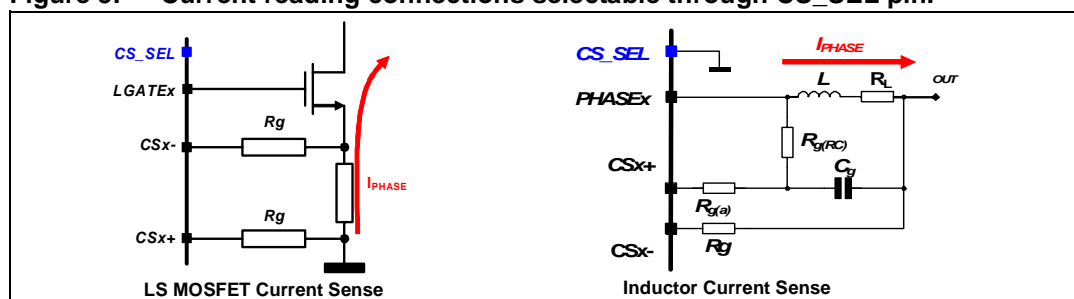 Figure 3. Current reading connections selectable through CS_SEL pin.
CS_SEL
LGATEx
CSx-
Rg
IPHASE
Rg
CSx+
LS MOSFET Current Sense
CS_SEL
IPHASE
PHASEx
L
RL
OUT
Rg(RC)
CSx+
Cg
Rg(a)
CSx-
Rg
Inductor Current Sense